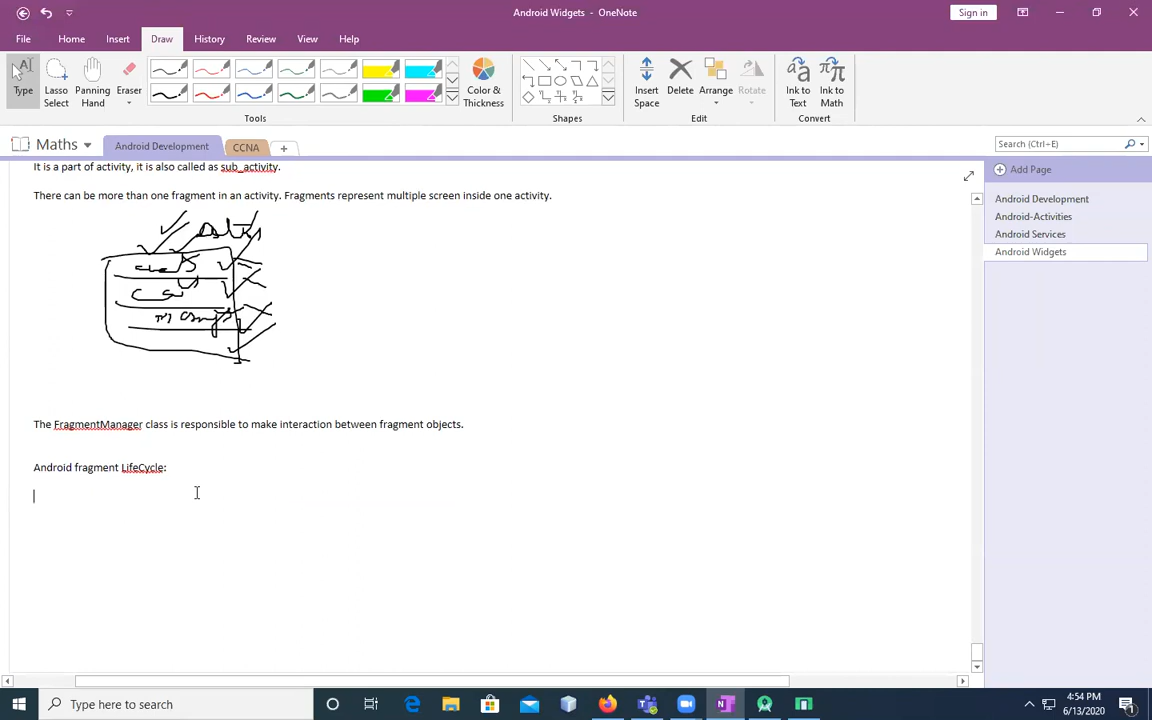 Android Widgets - OneNote
Sign in
File
Home
Insert
Draw
History
Review
View
Help
Type
Lasso Select
Panning Hand
Eraser
Color & Thickness
Insert Space
Delete
Arrange
Rotate
Ink to Text
Ink to Math
Tools
Shapes
Edit
Convert
Maths
Android Development
CCNA
Search (Ctrl+E)
Add Page
Android Development
Android-Activities
Android Services
Android Widgets
It is a part of activity, it is also called as sub_activity.
There can be more than one fragment in an activity. Fragments represent multiple screen inside one activity.
The FragmentManager class is responsible to make interaction between fragment objects.
Android fragment LifeCycle:
Type here to search
4:54 PM
6/13/2020
1